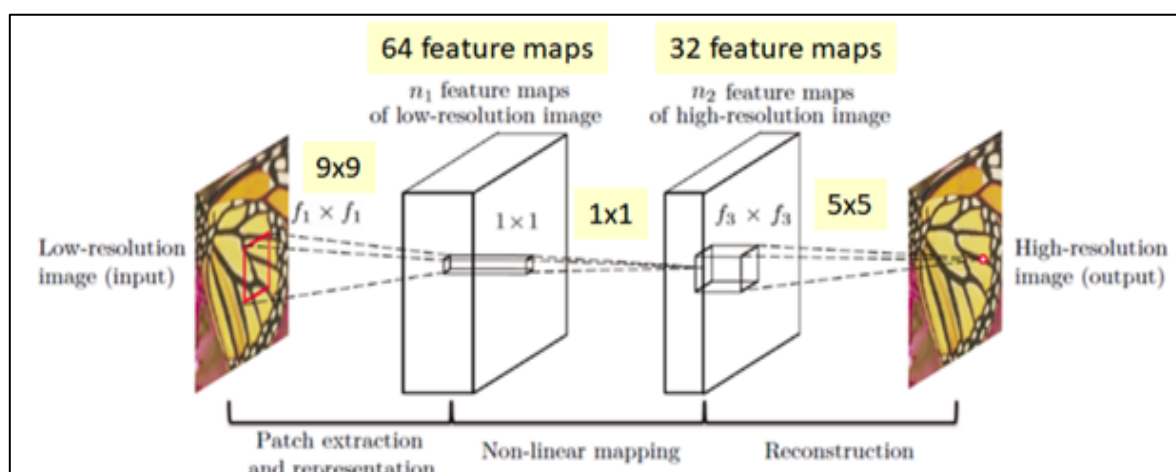 64 feature maps
32 feature maps
n₁ feature maps
of low-resolution image
n₂ feature maps
of high-resolution image
9x9
f₁ × f₁
1×1
1x1
f₃ × f₃
5x5
Low-resolution
image (input)
High-resolution
image (output)
Patch extraction
and representation
Non-linear mapping
Reconstruction